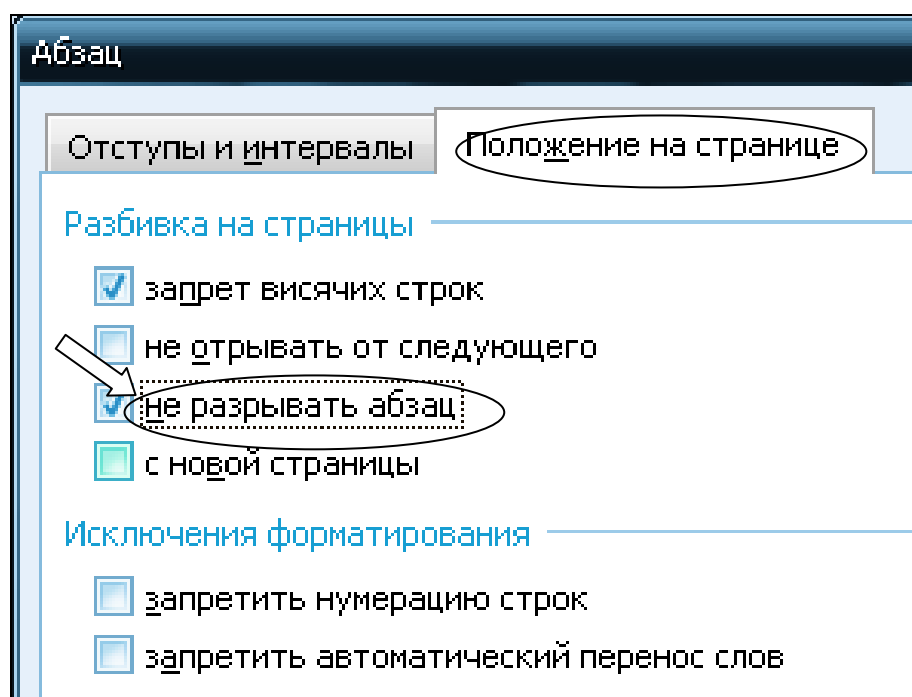 Абзац
Отступы и интервалы
Положение на странице
Разбивка на страницы
запрет висячих строк
не отрывать от следующего
не разрывать абзац
с новой страницы
Исключения форматирования
запретить нумерацию строк
запретить автоматический перенос слов